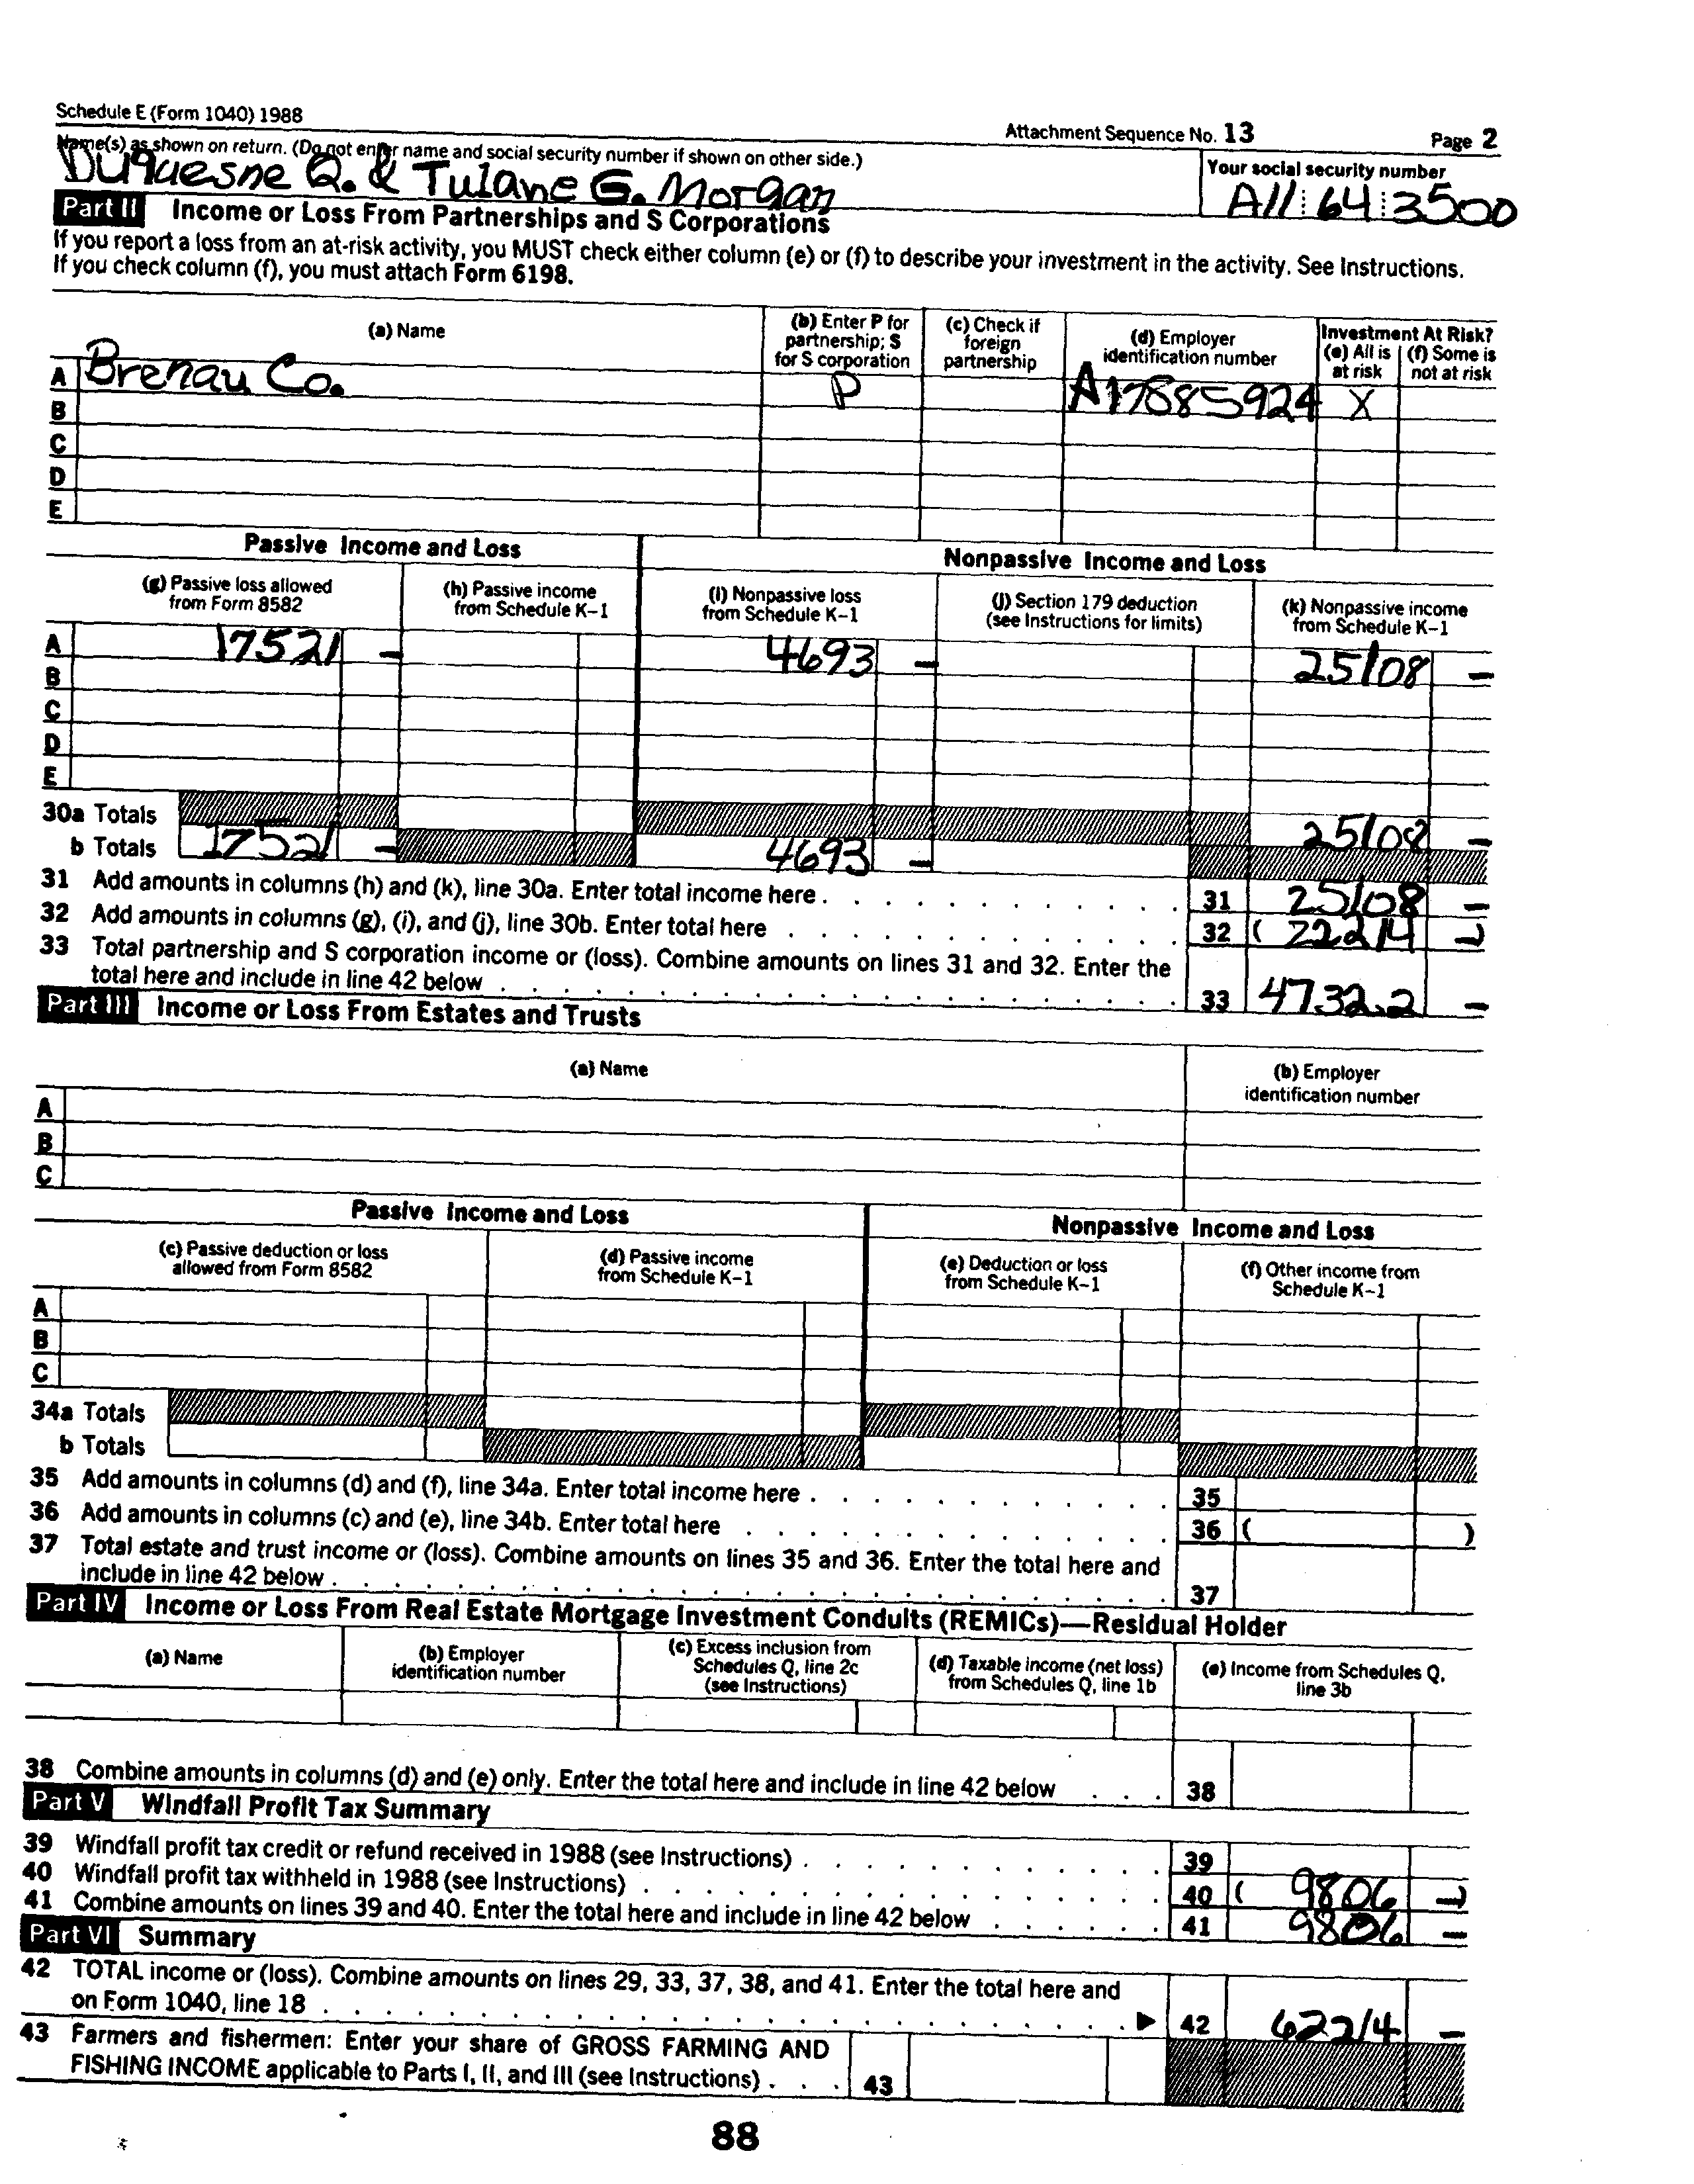 Schedule E (Form 1040) 1988
Attachment Sequence No. 13 Page 2
Name(s) as shown on return. (Do not enter name and social security number if shown on other side.)
Your social security number
DUquesne Q. & Tulane G. Morgan
A11 64 3500
Part II Income or Loss From Partnerships and S Corporations
If you report a loss from an at-risk activity, you MUST check either column (e) or (f) to describe your investment in the activity. See Instructions.
If you check column (f), you must attach Form 6198.
(a) Name
(b) Enter P for partnership; S for S corporation
(c) Check if foreign partnership
(d) Employer identification number
Investment At Risk?
(e) All is at risk
(f) Some is not at risk
A Brenau Co. P A17885924 X
B
C
D
E
Passive Income and Loss
Nonpassive Income and Loss
(g) Passive loss allowed from Form 8582
(h) Passive income from Schedule K–1
(i) Nonpassive loss from Schedule K–1
(j) Section 179 deduction (see Instructions for limits)
(k) Nonpassive income from Schedule K–1
A 17521 – 4693 – 25108 –
B
C
D
E
30a Totals 25108 –
b Totals 17521 – 4693 –
31 Add amounts in columns (h) and (k), line 30a. Enter total income here . 31 25108 –
32 Add amounts in columns (g), (i), and (j), line 30b. Enter total here . 32 ( 22214 –)
33 Total partnership and S corporation income or (loss). Combine amounts on lines 31 and 32. Enter the
total here and include in line 42 below . 33 47322 –
Part III Income or Loss From Estates and Trusts
(a) Name
(b) Employer identification number
A
B
C
Passive Income and Loss
Nonpassive Income and Loss
(c) Passive deduction or loss allowed from Form 8582
(d) Passive income from Schedule K–1
(e) Deduction or loss from Schedule K–1
(f) Other income from Schedule K–1
A
B
C
34a Totals
b Totals
35 Add amounts in columns (d) and (f), line 34a. Enter total income here . 35
36 Add amounts in columns (c) and (e), line 34b. Enter total here . 36 ( )
37 Total estate and trust income or (loss). Combine amounts on lines 35 and 36. Enter the total here and
include in line 42 below . 37
Part IV Income or Loss From Real Estate Mortgage Investment Conduits (REMICs)—Residual Holder
(a) Name
(b) Employer identification number
(c) Excess inclusion from Schedules Q, line 2c (see Instructions)
(d) Taxable income (net loss) from Schedules Q, line 1b
(e) Income from Schedules Q, line 3b
38 Combine amounts in columns (d) and (e) only. Enter the total here and include in line 42 below . 38
Part V Windfall Profit Tax Summary
39 Windfall profit tax credit or refund received in 1988 (see Instructions) . 39
40 Windfall profit tax withheld in 1988 (see Instructions) . 40 ( 9806 –)
41 Combine amounts on lines 39 and 40. Enter the total here and include in line 42 below . 41 9806 –
Part VI Summary
42 TOTAL income or (loss). Combine amounts on lines 29, 33, 37, 38, and 41. Enter the total here and
on Form 1040, line 18 . ▶ 42 62214 –
43 Farmers and fishermen: Enter your share of GROSS FARMING AND
FISHING INCOME applicable to Parts I, II, and III (see Instructions) . 43
88